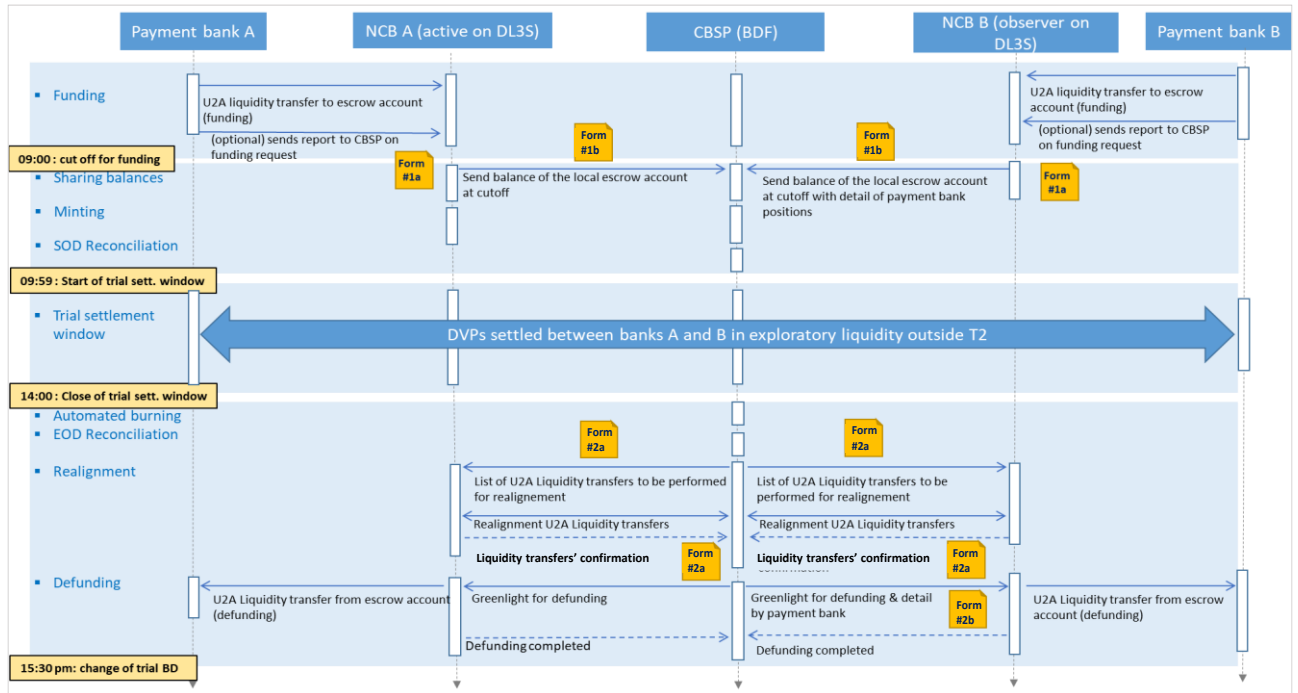 Payment bank A
NCB A (active on DL3S)
CBSP (BDF)
NCB B (observer on
DL3S)
Payment bank B
Funding
U2A liquidity transfer to escrow account
(funding)
(optional) sends report to CBSP on
funding request
U2A liquidity transfer to escrow
account (funding)
(optional) sends report to CBSP
on funding request
09:00 : cut off for funding
Form
#1a
Form
#1b
Form
#1b
Form
#1a
Sharing balances
Send balance of the local escrow account
at cutoff
Send balance of the local escrow account
at cutoff with detail of payment bank
positions
Minting
SOD Reconciliation
09:59 : Start of trial sett. window
Trial settlement
window
DVPs settled between banks A and B in exploratory liquidity outside T2
14:00 : Close of trial sett. window
Automated burning
EOD Reconciliation
Form
#2a
Form
#2a
Realignment
List of U2A Liquidity transfers to be performed
for realignement
List of U2A Liquidity transfers to be
performed for realignement
Realignment U2A Liquidity transfers
Realignment U2A Liquidity transfers
Liquidity transfers' confirmation
Form
#2a
Liquidity transfers' confirmation
Form
#2a
Defunding
U2A Liquidity transfer from escrow account
(defunding)
Greenlight for defunding
Greenlight for defunding & detail
by payment bank
Form
#2b
U2A Liquidity transfer from escrow
account (defunding)
Defunding completed
Defunding completed
15:30 pm: change of trial BD